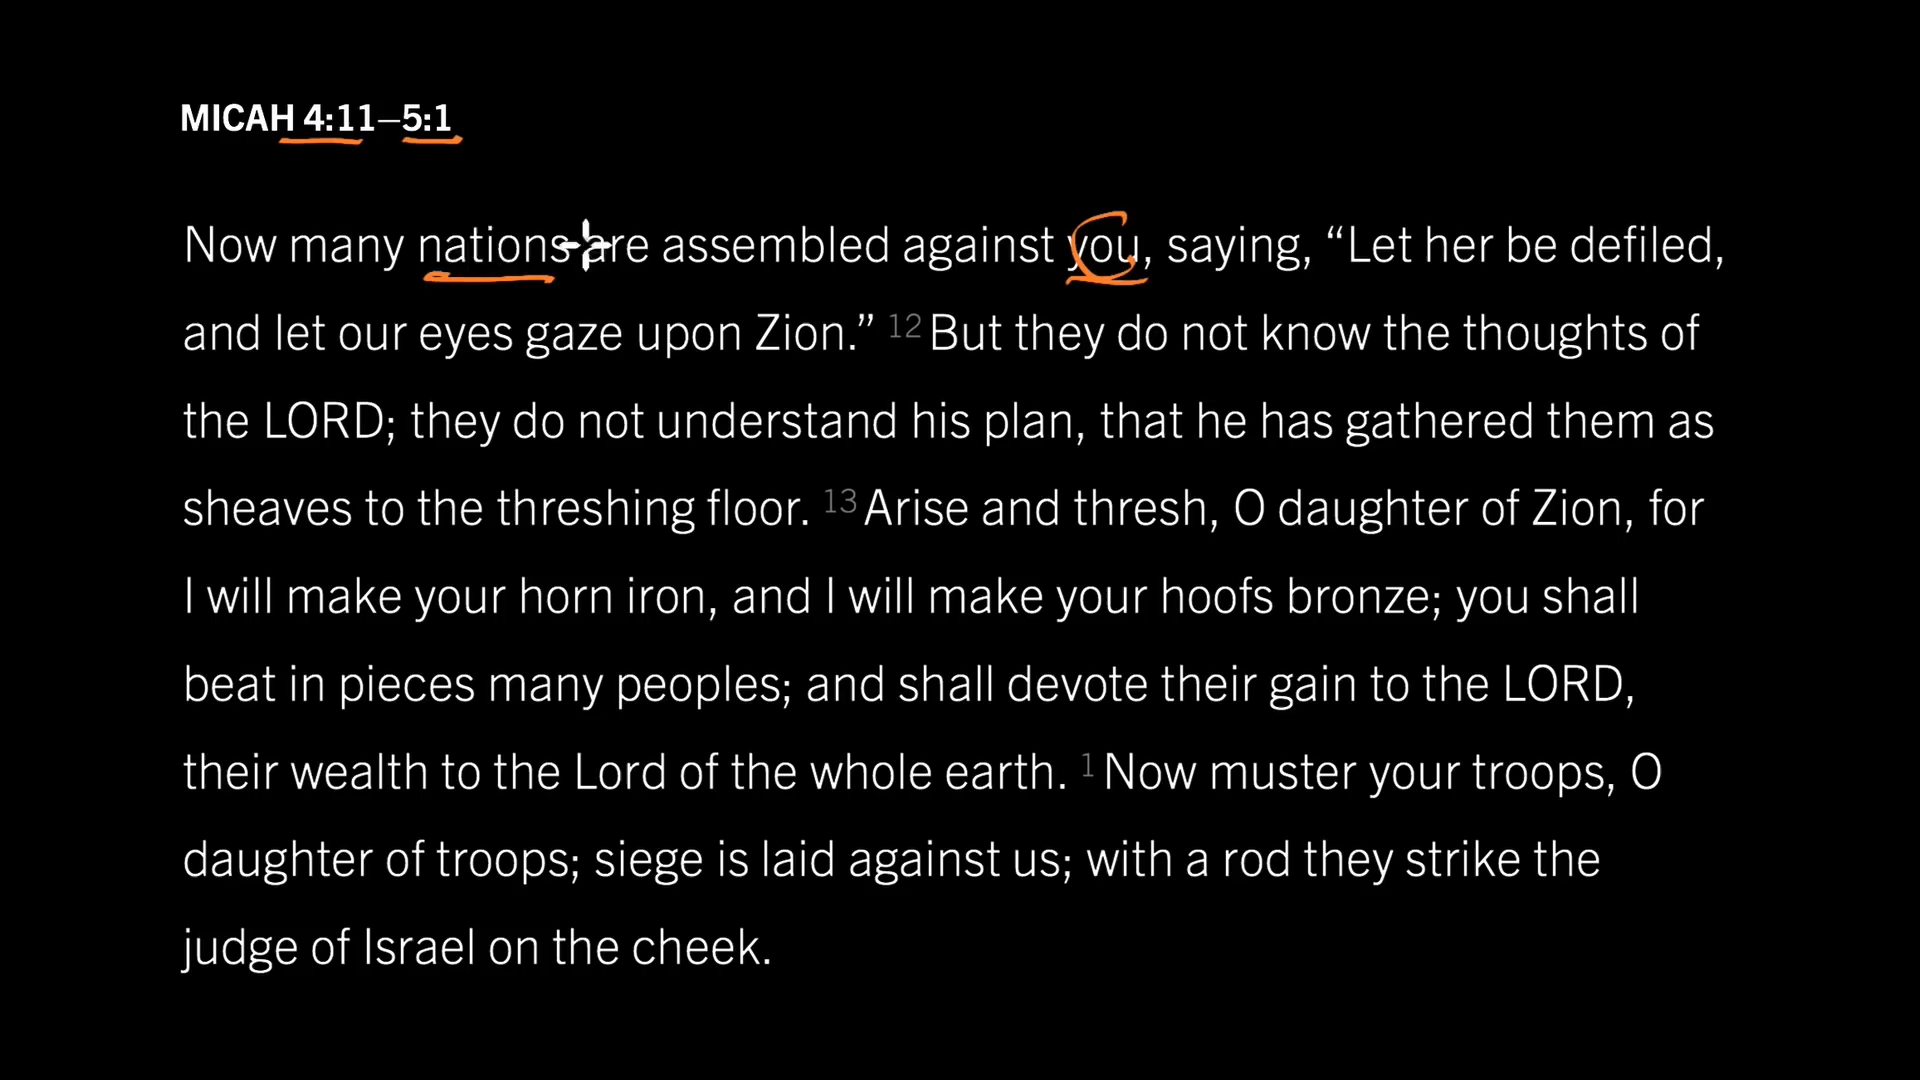 MICAH 4:11–5:1
Now many nations are assembled against you, saying, “Let her be defiled,
and let our eyes gaze upon Zion.” 12 But they do not know the thoughts of
the LORD; they do not understand his plan, that he has gathered them as
sheaves to the threshing floor. 13 Arise and thresh, O daughter of Zion, for
I will make your horn iron, and I will make your hoofs bronze; you shall
beat in pieces many peoples; and shall devote their gain to the LORD,
their wealth to the Lord of the whole earth. 1 Now muster your troops, O
daughter of troops; siege is laid against us; with a rod they strike the
judge of Israel on the cheek.